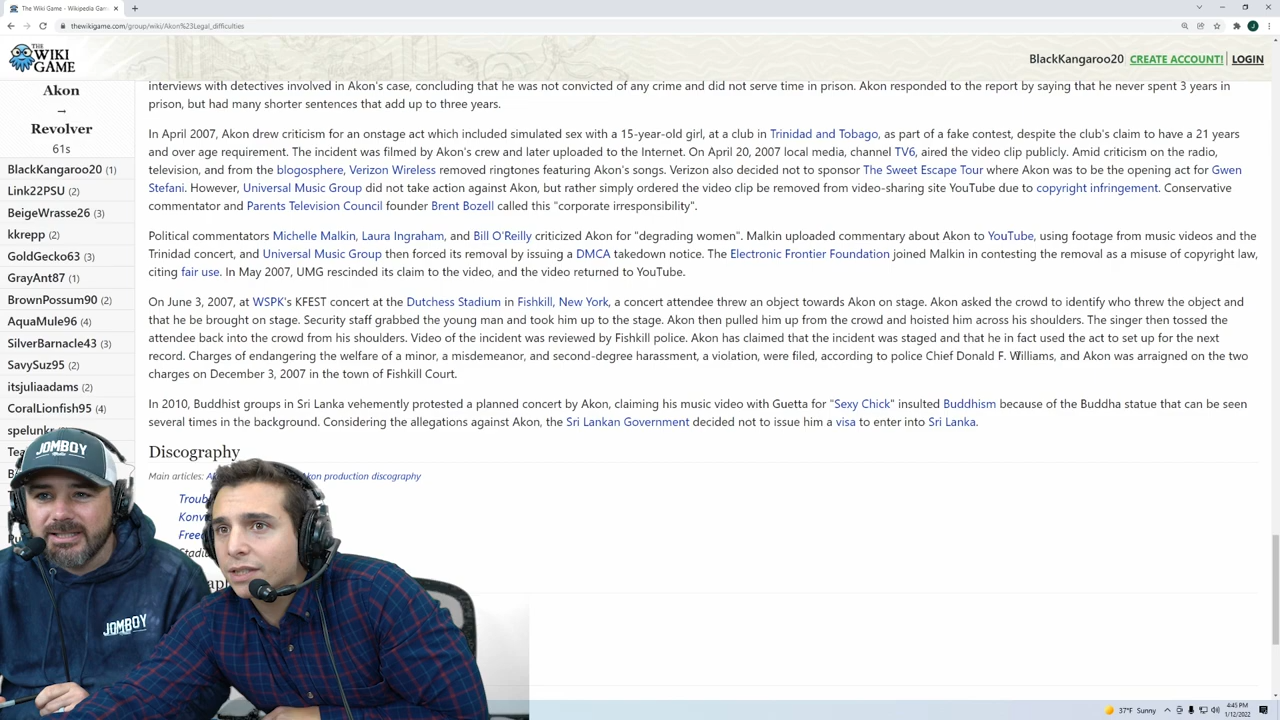 The Wiki Game - Wikipedia Gam
thewikigame.com/group/wiki/Akon%23Legal_difficulties
THE WIKI GAME
BlackKangaroo20 CREATE ACCOUNT! LOGIN
Akon
→
Revolver
61s
BlackKangaroo20 (1)
Link22PSU (2)
BeigeWrasse26 (3)
kkrepp (2)
GoldGecko63 (3)
GrayAnt87 (1)
BrownPossum90 (2)
AquaMule96 (4)
SilverBarnacle43 (3)
SavySuz95 (2)
itsjuliaadams (2)
CoralLionfish95 (4)
interviews with detectives involved in Akon's case, concluding that he was not convicted of any crime and did not serve time in prison. Akon responded to the report by saying that he never spent 3 years in
prison, but had many shorter sentences that add up to three years.
In April 2007, Akon drew criticism for an onstage act which included simulated sex with a 15-year-old girl, at a club in Trinidad and Tobago, as part of a fake contest, despite the club's claim to have a 21 years
and over age requirement. The incident was filmed by Akon's crew and later uploaded to the Internet. On April 20, 2007 local media, channel TV6, aired the video clip publicly. Amid criticism on the radio,
television, and from the blogosphere, Verizon Wireless removed ringtones featuring Akon's songs. Verizon also decided not to sponsor The Sweet Escape Tour where Akon was to be the opening act for Gwen
Stefani. However, Universal Music Group did not take action against Akon, but rather simply ordered the video clip be removed from video-sharing site YouTube due to copyright infringement. Conservative
commentator and Parents Television Council founder Brent Bozell called this "corporate irresponsibility".
Political commentators Michelle Malkin, Laura Ingraham, and Bill O'Reilly criticized Akon for "degrading women". Malkin uploaded commentary about Akon to YouTube, using footage from music videos and the
Trinidad concert, and Universal Music Group then forced its removal by issuing a DMCA takedown notice. The Electronic Frontier Foundation joined Malkin in contesting the removal as a misuse of copyright law,
citing fair use. In May 2007, UMG rescinded its claim to the video, and the video returned to YouTube.
On June 3, 2007, at WSPK's KFEST concert at the Dutchess Stadium in Fishkill, New York, a concert attendee threw an object towards Akon on stage. Akon asked the crowd to identify who threw the object and
that he be brought on stage. Security staff grabbed the young man and took him up to the stage. Akon then pulled him up from the crowd and hoisted him across his shoulders. The singer then tossed the
attendee back into the crowd from his shoulders. Video of the incident was reviewed by Fishkill police. Akon has claimed that the incident was staged and that he in fact used the act to set up for the next
record. Charges of endangering the welfare of a minor, a misdemeanor, and second-degree harassment, a violation, were filed, according to police Chief Donald F. Williams, and Akon was arraigned on the two
charges on December 3, 2007 in the town of Fishkill Court.
In 2010, Buddhist groups in Sri Lanka vehemently protested a planned concert by Akon, claiming his music video with Guetta for "Sexy Chick" insulted Buddhism because of the Buddha statue that can be seen
several times in the background. Considering the allegations against Akon, the Sri Lankan Government decided not to issue him a visa to enter into Sri Lanka.
Discography
Main articles: Akon production discography
JOMBOY
JOMBOY
37°F Sunny
4:45 PM
1/12/2022